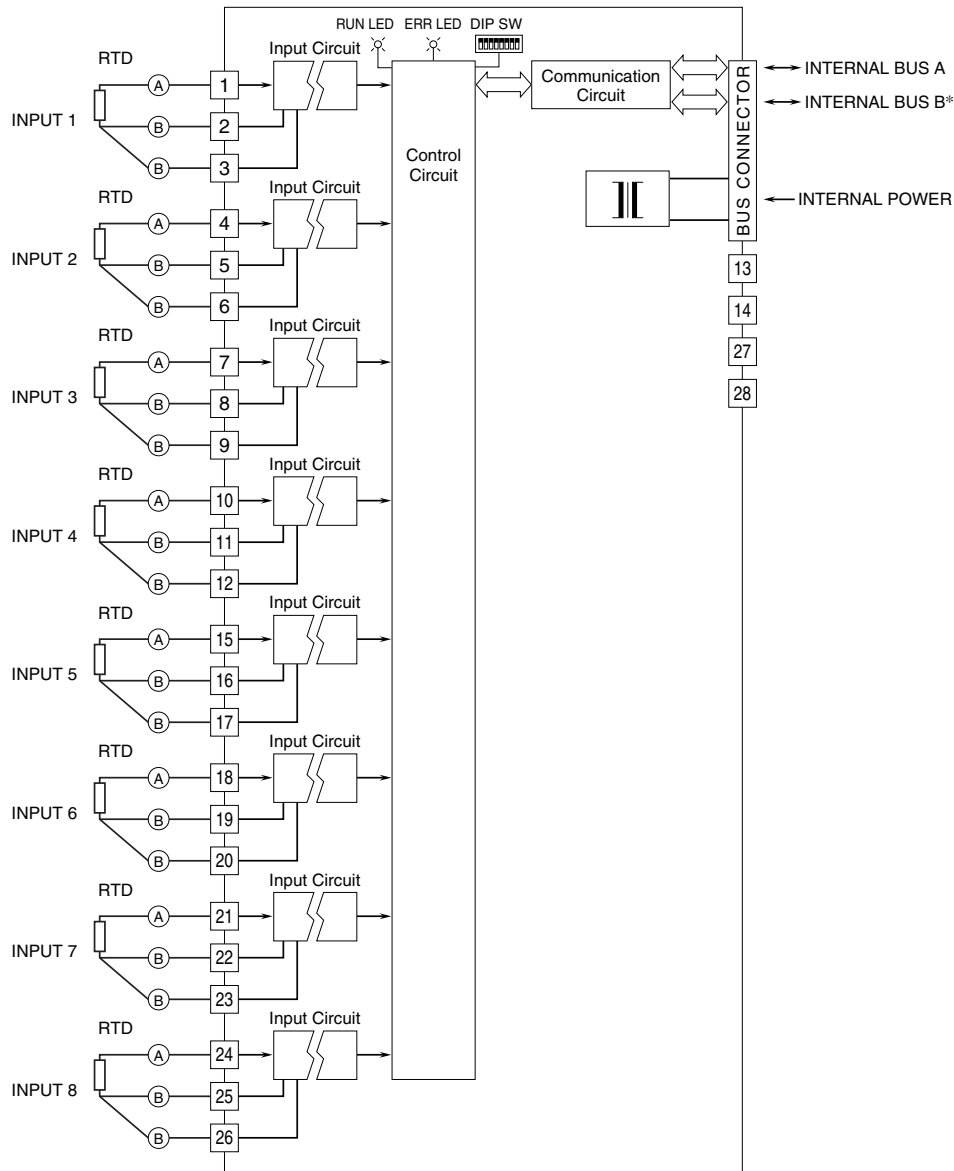 RUN LED ERR LED DIP SW
RTD
Input Circuit
INPUT 1
A
B
B
1
2
3
RTD
Input Circuit
INPUT 2
A
B
B
4
5
6
RTD
Input Circuit
INPUT 3
A
B
B
7
8
9
RTD
Input Circuit
INPUT 4
A
B
B
10
11
12
RTD
Input Circuit
INPUT 5
A
B
B
15
16
17
RTD
Input Circuit
INPUT 6
A
B
B
18
19
20
RTD
Input Circuit
INPUT 7
A
B
B
21
22
23
RTD
Input Circuit
INPUT 8
A
B
B
24
25
26
Control
Circuit
Communication
Circuit
BUS CONNECTOR
INTERNAL BUS A
INTERNAL BUS B*
INTERNAL POWER
13
14
27
28